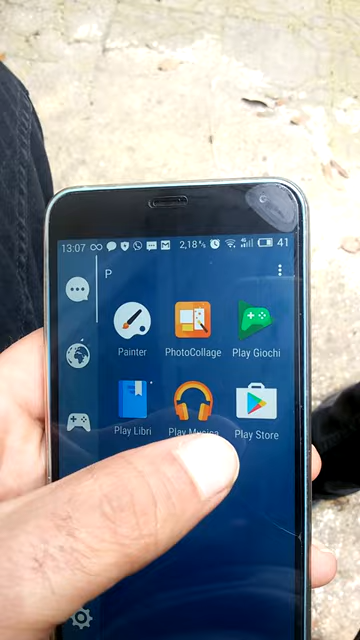 13:07 2,18 k/s 41
P
Painter PhotoCollage Play Giochi
Play Libri Play Musica Play Store